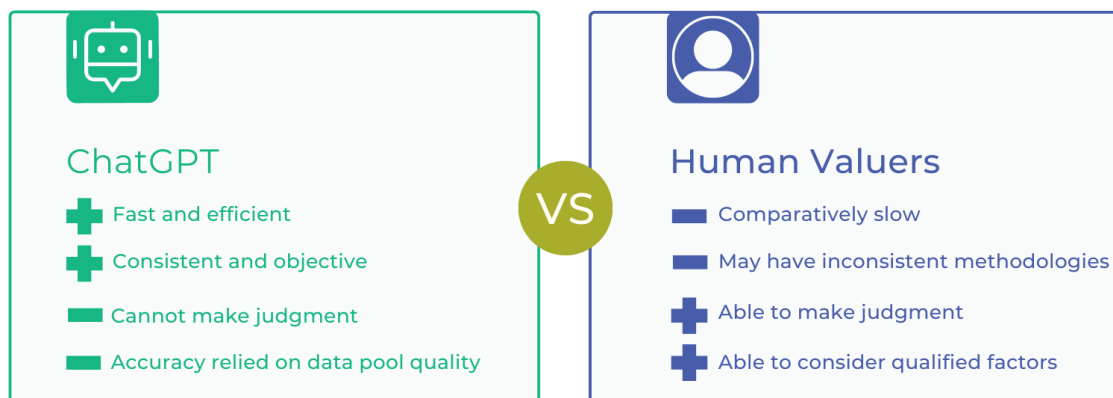 ChatGPT
Fast and efficient
Consistent and objective
Cannot make judgment
Accuracy relied on data pool quality
VS
Human Valuers
Comparatively slow
May have inconsistent methodologies
Able to make judgment
Able to consider qualified factors